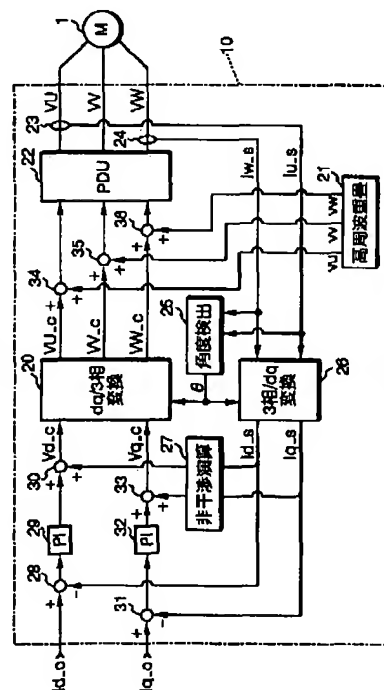 10
1
M
VU
VV
VW
23
24
22
PDU
34
35
36
+
+
+
+
+
+
VU_c
VV_c
VW_c
Iw_s
Iu_s
21
高周波重畳
vu
vv
vw
25
角度検出
θ
20
dq/3相
変換
26
3相/dq
変換
Vd_c
Vq_c
30
33
+
+
+
+
27
非干渉演算
Id_s
Iq_s
29
PI
32
PI
28
31
+
-
+
-
Id_c
Iq_c